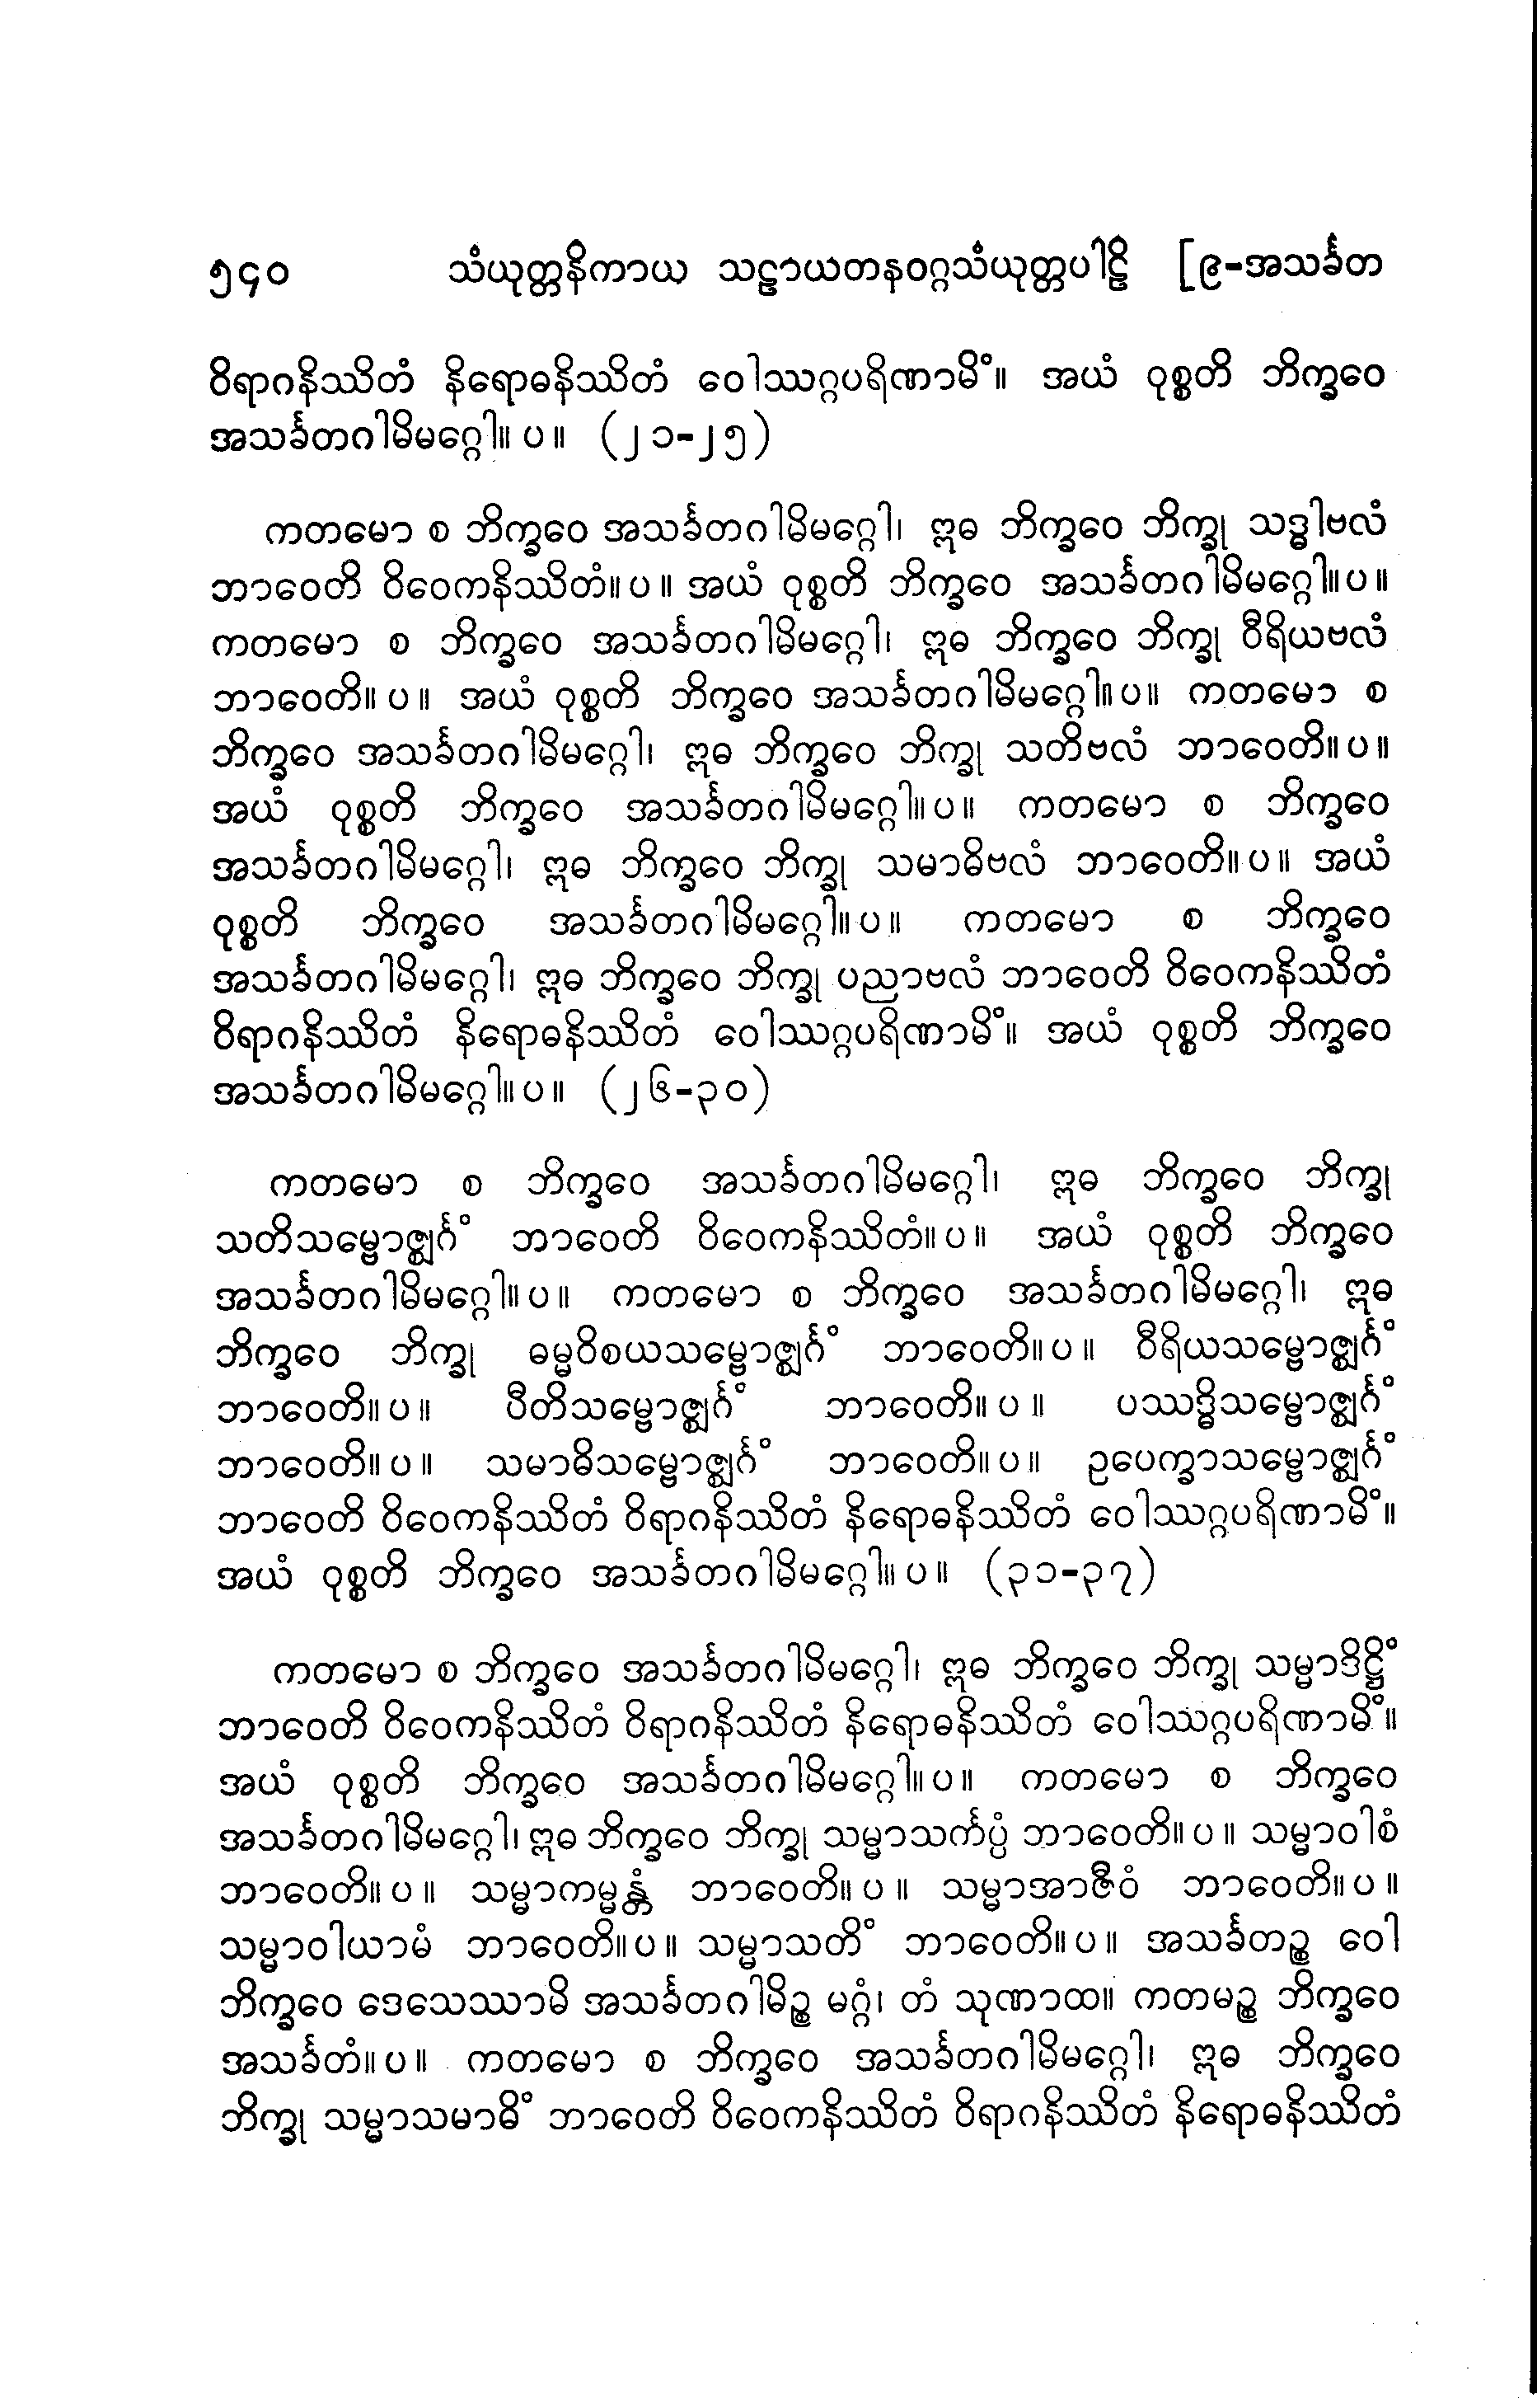 ၅၄၀ သံယုတ္တနိကာယ သဠာယတနဝဂ္ဂသံယုတ္တပါဠိ [၉-အသင်္ခတ
ဝိရာဂနိဿိတံ နိရောဓနိဿိတံ ဝေါဿဂ္ဂပရိဏာမိံ။ အယံ ဝုစ္စတိ ဘိက္ခဝေ
အသင်္ခတဂါမိမဂ္ဂေါ။ ပ။ (၂၁-၂၅)
ကတမော စ ဘိက္ခဝေ အသင်္ခတဂါမိမဂ္ဂေါ၊ ဣဓ ဘိက္ခဝေ ဘိက္ခု သဒ္ဓါဗလံ
ဘာဝေတိ ဝိဝေကနိဿိတံ။ ပ။ အယံ ဝုစ္စတိ ဘိက္ခဝေ အသင်္ခတဂါမိမဂ္ဂေါ။ ပ။
ကတမော စ ဘိက္ခဝေ အသင်္ခတဂါမိမဂ္ဂေါ၊ ဣဓ ဘိက္ခဝေ ဘိက္ခု ဝီရိယဗလံ
ဘာဝေတိ။ ပ။ အယံ ဝုစ္စတိ ဘိက္ခဝေ အသင်္ခတဂါမိမဂ္ဂေါ။ ပ။ ကတမော စ
ဘိက္ခဝေ အသင်္ခတဂါမိမဂ္ဂေါ၊ ဣဓ ဘိက္ခဝေ ဘိက္ခု သတိဗလံ ဘာဝေတိ။ ပ။
အယံ ဝုစ္စတိ ဘိက္ခဝေ အသင်္ခတဂါမိမဂ္ဂေါ။ ပ။ ကတမော စ ဘိက္ခဝေ
အသင်္ခတဂါမိမဂ္ဂေါ၊ ဣဓ ဘိက္ခဝေ ဘိက္ခု သမာဓိဗလံ ဘာဝေတိ။ ပ။ အယံ
ဝုစ္စတိ ဘိက္ခဝေ အသင်္ခတဂါမိမဂ္ဂေါ။ ပ။ ကတမော စ ဘိက္ခဝေ
အသင်္ခတဂါမိမဂ္ဂေါ၊ ဣဓ ဘိက္ခဝေ ဘိက္ခု ပညာဗလံ ဘာဝေတိ ဝိဝေကနိဿိတံ
ဝိရာဂနိဿိတံ နိရောဓနိဿိတံ ဝေါဿဂ္ဂပရိဏာမိံ။ အယံ ဝုစ္စတိ ဘိက္ခဝေ
အသင်္ခတဂါမိမဂ္ဂေါ။ ပ။ (၂၆-၃၀)
ကတမော စ ဘိက္ခဝေ အသင်္ခတဂါမိမဂ္ဂေါ၊ ဣဓ ဘိက္ခဝေ ဘိက္ခု
သတိသမ္ဗောဇ္ဈင်္ဂံ ဘာဝေတိ ဝိဝေကနိဿိတံ။ ပ။ အယံ ဝုစ္စတိ ဘိက္ခဝေ
အသင်္ခတဂါမိမဂ္ဂေါ။ ပ။ ကတမော စ ဘိက္ခဝေ အသင်္ခတဂါမိမဂ္ဂေါ၊ ဣဓ
ဘိက္ခဝေ ဘိက္ခု ဓမ္မဝိစယသမ္ဗောဇ္ဈင်္ဂံ ဘာဝေတိ။ ပ။ ဝီရိယသမ္ဗောဇ္ဈင်္ဂံ
ဘာဝေတိ။ ပ။ ပီတိသမ္ဗောဇ္ဈင်္ဂံ ဘာဝေတိ။ ပ။ ပဿဒ္ဓိသမ္ဗောဇ္ဈင်္ဂံ
ဘာဝေတိ။ ပ။ သမာဓိသမ္ဗောဇ္ဈင်္ဂံ ဘာဝေတိ။ ပ။ ဥပေက္ခာသမ္ဗောဇ္ဈင်္ဂံ
ဘာဝေတိ ဝိဝေကနိဿိတံ ဝိရာဂနိဿိတံ နိရောဓနိဿိတံ ဝေါဿဂ္ဂပရိဏာမိံ။
အယံ ဝုစ္စတိ ဘိက္ခဝေ အသင်္ခတဂါမိမဂ္ဂေါ။ ပ။ (၃၁-၃၇)
ကတမော စ ဘိက္ခဝေ အသင်္ခတဂါမိမဂ္ဂေါ၊ ဣဓ ဘိက္ခဝေ ဘိက္ခု သမ္မာဒိဋ္ဌိံ
ဘာဝေတိ ဝိဝေကနိဿိတံ ဝိရာဂနိဿိတံ နိရောဓနိဿိတံ ဝေါဿဂ္ဂပရိဏာမိံ။
အယံ ဝုစ္စတိ ဘိက္ခဝေ အသင်္ခတဂါမိမဂ္ဂေါ။ ပ။ ကတမော စ ဘိက္ခဝေ
အသင်္ခတဂါမိမဂ္ဂေါ၊ ဣဓ ဘိက္ခဝေ ဘိက္ခု သမ္မာသင်္ကပ္ပံ ဘာဝေတိ။ ပ။ သမ္မာဝါစံ
ဘာဝေတိ။ ပ။ သမ္မာကမ္မန္တံ ဘာဝေတိ။ ပ။ သမ္မာအာဇီဝံ ဘာဝေတိ။ ပ။
သမ္မာဝါယာမံ ဘာဝေတိ။ ပ။ သမ္မာသတိံ ဘာဝေတိ။ ပ။ အသင်္ခတဉ္စ ဝေါ
ဘိက္ခဝေ ဒေသေဿာမိ အသင်္ခတဂါမိဉ္စ မဂ္ဂံ၊ တံ သုဏာထ။ ကတမဉ္စ ဘိက္ခဝေ
အသင်္ခတံ။ ပ။ ကတမော စ ဘိက္ခဝေ အသင်္ခတဂါမိမဂ္ဂေါ၊ ဣဓ ဘိက္ခဝေ
ဘိက္ခု သမ္မာသမာဓိံ ဘာဝေတိ ဝိဝေကနိဿိတံ ဝိရာဂနိဿိတံ နိရောဓနိဿိတံ